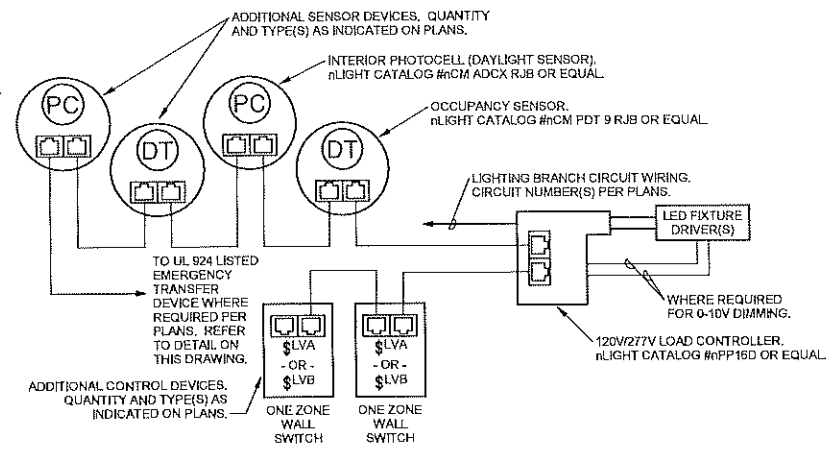 ADDITIONAL SENSOR DEVICES, QUANTITY
AND TYPE(S) AS INDICATED ON PLANS.
INTERIOR PHOTOCELL (DAYLIGHT SENSOR),
nLIGHT CATALOG #nCM ADCX RJB OR EQUAL
OCCUPANCY SENSOR.
nLIGHT CATALOG #nCM PDT 9 RJB OR EQUAL
PC
DT
PC
DT
LIGHTING BRANCH CIRCUIT WIRING.
CIRCUIT NUMBER(S) PER PLANS.
LED FIXTURE
DRIVER(S)
TO UL 924 LISTED
EMERGENCY
TRANSFER
DEVICE WHERE
REQUIRED PER
PLANS, REFER
TO DETAIL ON
THIS DRAWING.
WHERE REQUIRED
FOR 0-10V DIMMING.
120V/277V LOAD CONTROLLER.
nLIGHT CATALOG #nPP16D OR EQUAL
$LVA
- OR -
$LVB
$LVA
- OR -
$LVB
ADDITIONAL CONTROL DEVICES.
QUANTITY AND TYPE(S) AS
INDICATED ON PLANS.
ONE ZONE
WALL
SWITCH
ONE ZONE
WALL
SWITCH